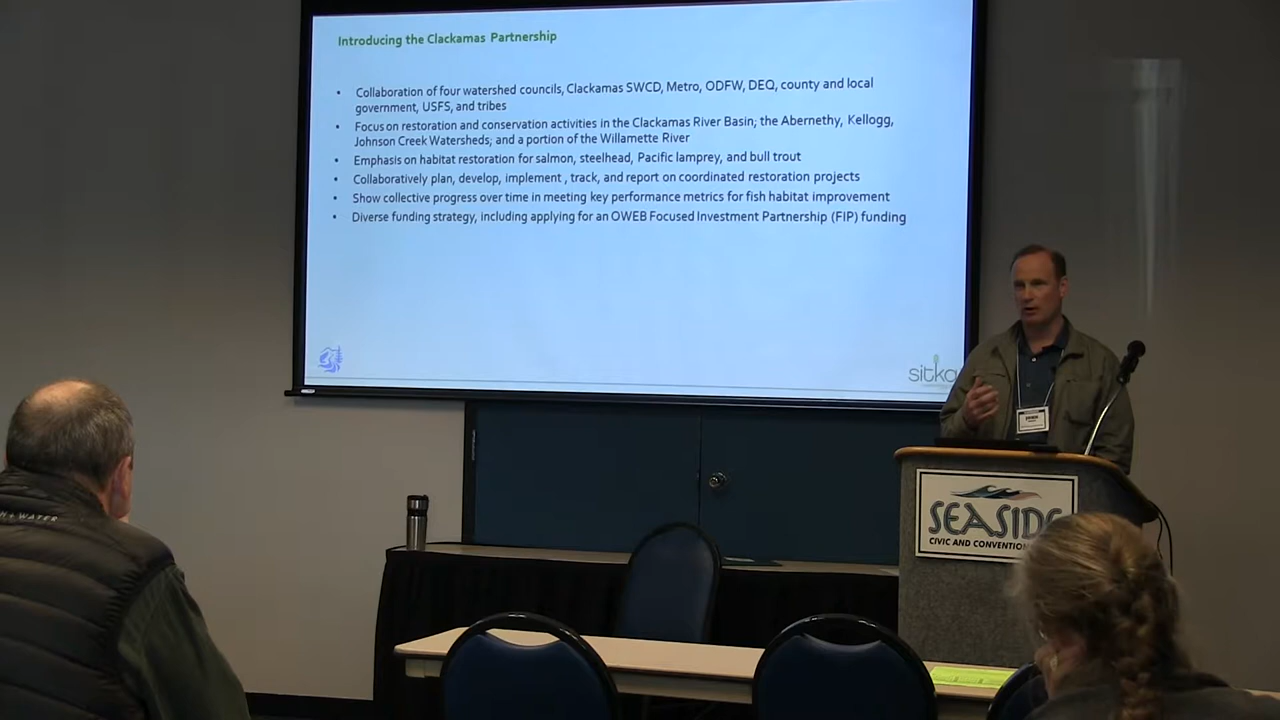 Introducing the Clackamas Partnership
• Collaboration of four watershed councils, Clackamas SWCD, Metro, ODFW, DEQ, county and local
government, USFS, and tribes
• Focus on restoration and conservation activities in the Clackamas River Basin; the Abernethy, Kellogg,
Johnson Creek Watersheds; and a portion of the Willamette River
• Emphasis on habitat restoration for salmon, steelhead, Pacific lamprey, and bull trout
• Collaboratively plan, develop, implement , track, and report on coordinated restoration projects
• Show collective progress over time in meeting key performance metrics for fish habitat improvement
• Diverse funding strategy, including applying for an OWEB Focused Investment Partnership (FIP) funding
sitka
SEASIDE
CIVIC AND CONVENTION
WATER